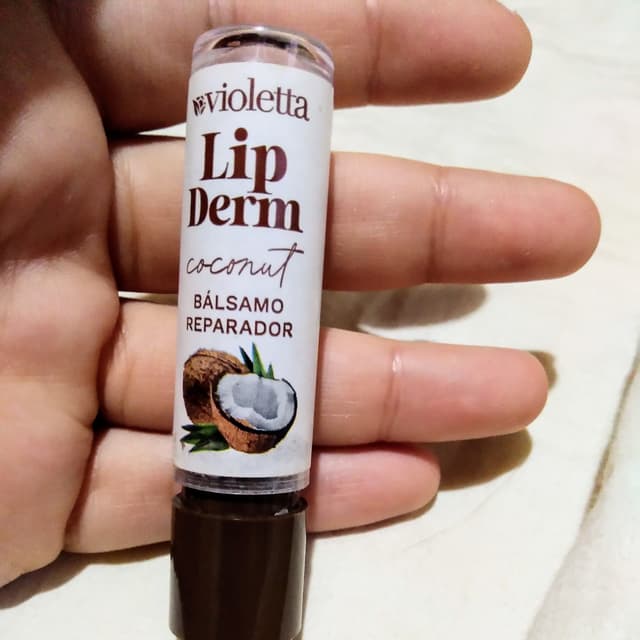 violetta
Lip
Derm
coconut
BÁLSAMO
REPARADOR